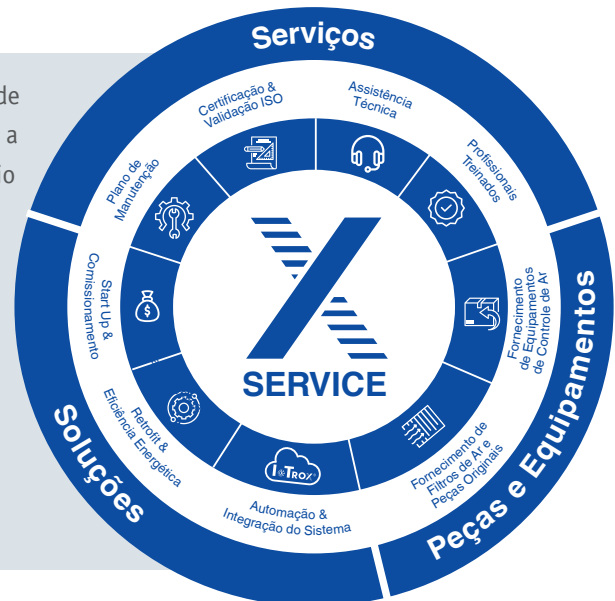 de
a
io
Serviços
Certificação &
Validação ISO
Assistência
Técnica
Profissionais
Treinados
Plano de
Manutenção
Start Up &
Comissionamento
Retrofit &
Eficiência Energética
Automação &
Integração do Sistema
Fornecimento
de Equipamentos
de Controle de Ar
Fornecimento de
Filtros de Ar e
Peças Originais
Soluções
Peças e Equipamentos
X
SERVICE
$
IoTROX